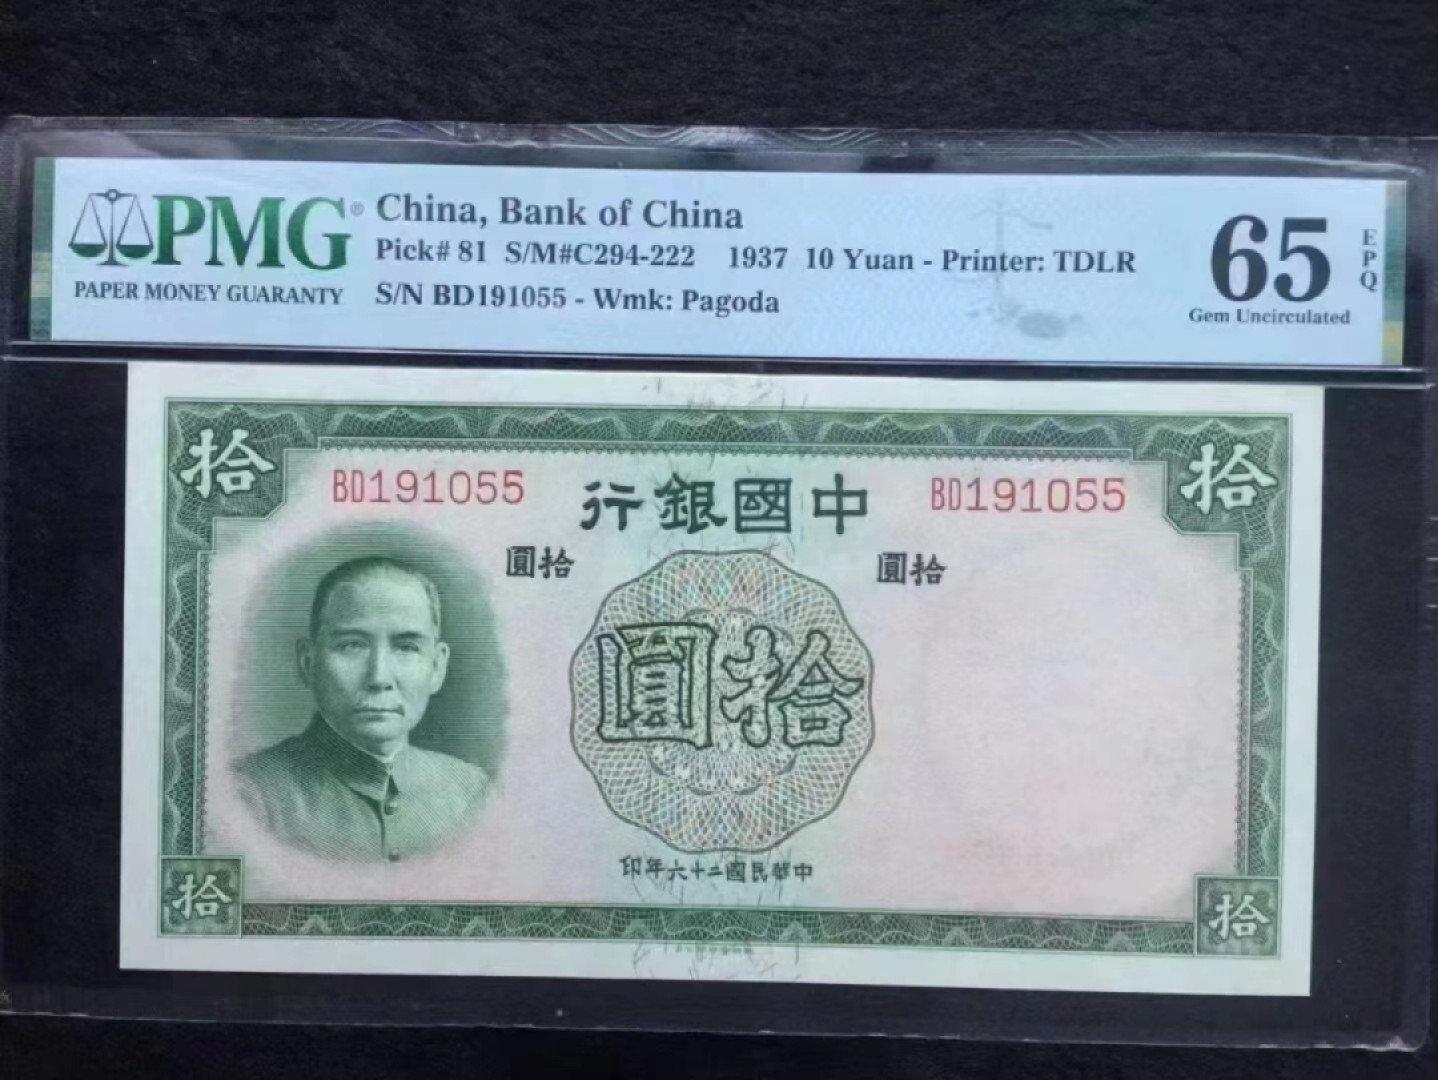 PMG®
PAPER MONEY GUARANTY
China, Bank of China
Pick# 81 S/M#C294-222 1937 10 Yuan - Printer: TDLR
S/N BD191055 - Wmk: Pagoda
65 EPQ
Gem Uncirculated
拾
拾
BD191055
行銀國中
BD191055
圓拾
圓拾
圓拾
印年六十二國民華中
拾
拾